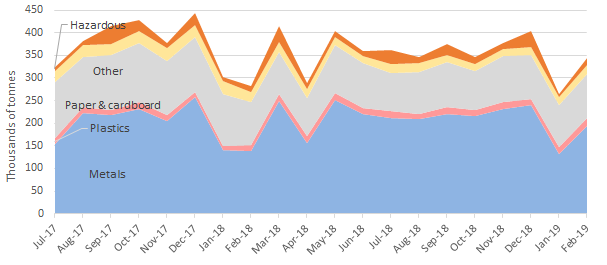 Thousands of tonnes
450
400
350
300
250
200
150
100
50
0
Hazardous
Other
Paper & cardboard
Plastics
Metals
Jul-17
Aug-17
Sep-17
Oct-17
Nov-17
Dec-17
Jan-18
Feb-18
Mar-18
Apr-18
May-18
Jun-18
Jul-18
Aug-18
Sep-18
Oct-18
Nov-18
Dec-18
Jan-19
Feb-19